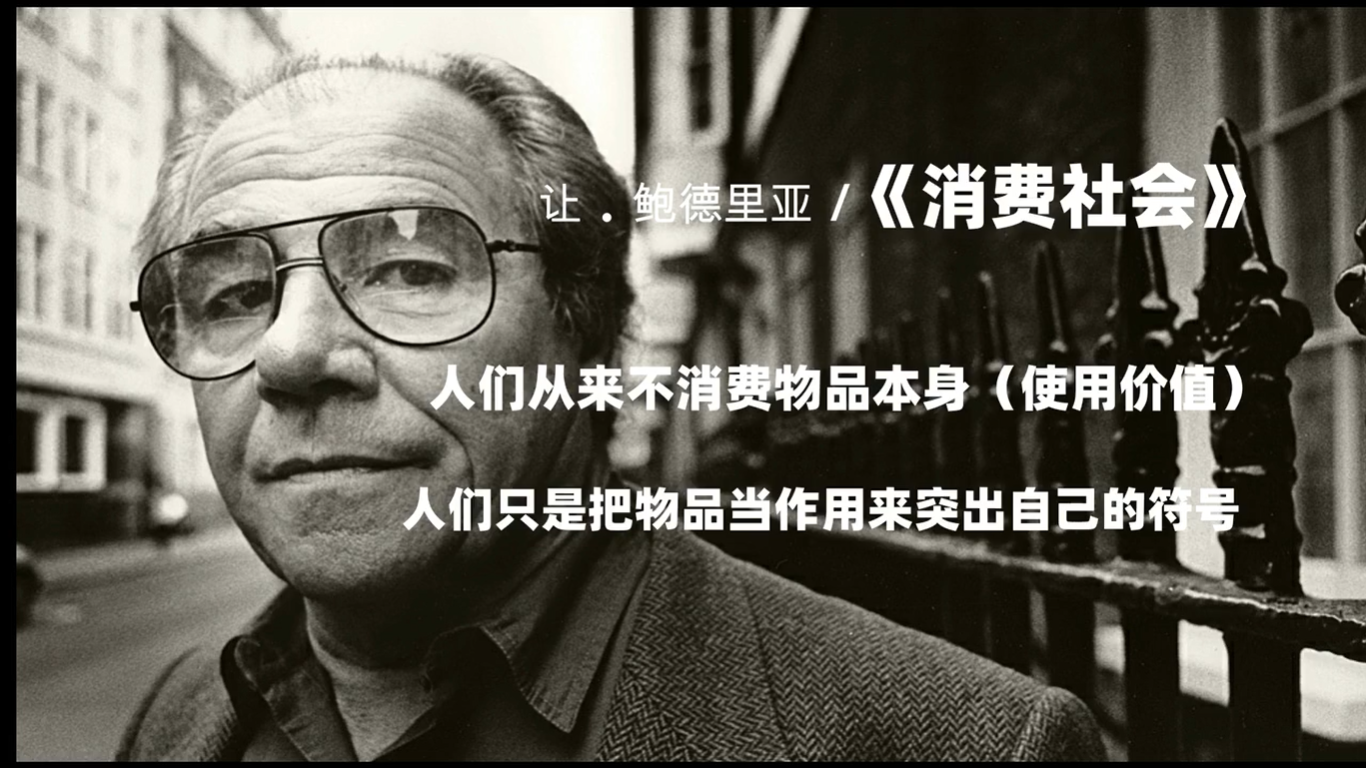 让．鲍德里亚 /《消费社会》
人们从来不消费物品本身（使用价值）
人们只是把物品当作用来突出自己的符号